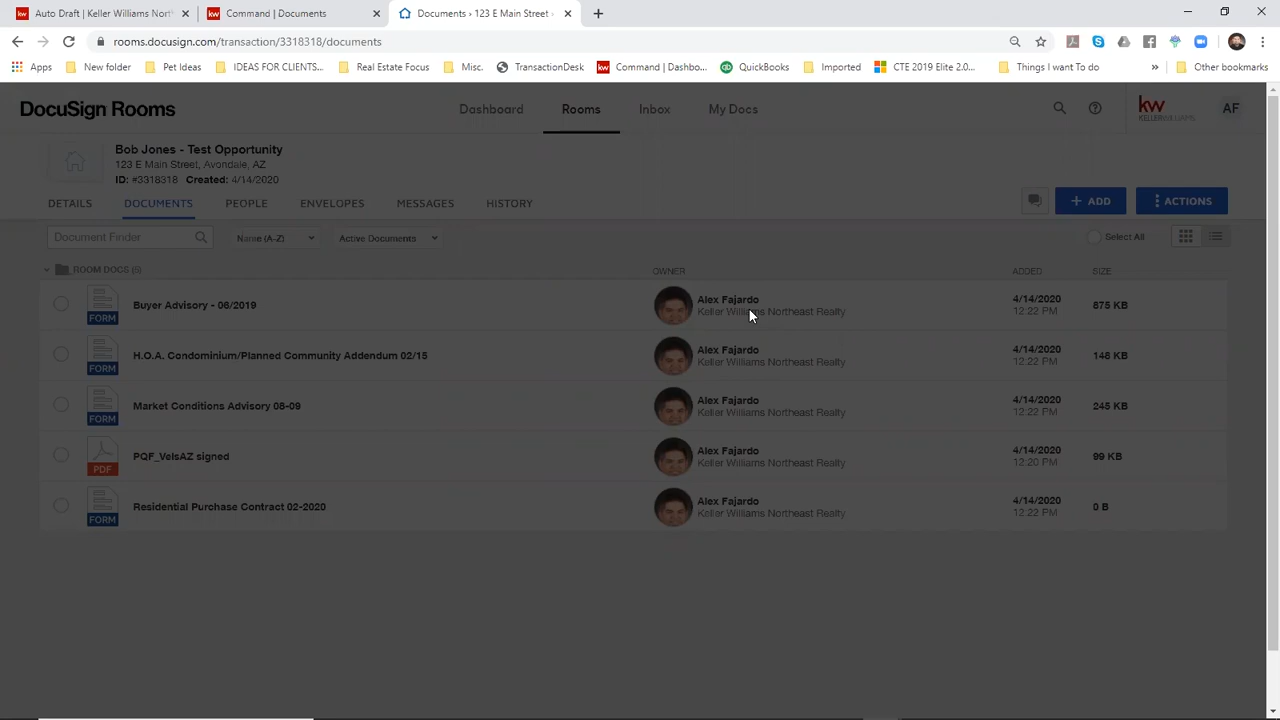 Auto Draft | Keller Williams Nort
Command | Documents
Documents › 123 E Main Street ›
rooms.docusign.com/transaction/3318318/documents
Apps
New folder
Pet Ideas
IDEAS FOR CLIENTS...
Real Estate Focus
Misc.
TransactionDesk
Command | Dashbo...
QuickBooks
Imported
CTE 2019 Elite 2.0...
Things I want To do
»
Other bookmarks
DocuSign Rooms
Dashboard
Rooms
Inbox
My Docs
kw
KELLERWILLIAMS.
AF
Bob Jones - Test Opportunity
123 E Main Street, Avondale, AZ
ID: #3318318 Created: 4/14/2020
DETAILS
DOCUMENTS
PEOPLE
ENVELOPES
MESSAGES
HISTORY
+ ADD
ACTIONS
Document Finder
Name (A-Z)
Active Documents
Select All
ROOM DOCS (5)
OWNER
ADDED
SIZE
FORM
Buyer Advisory - 06/2019
Alex Fajardo
Keller Williams Northeast Realty
4/14/2020
12:22 PM
675 KB
FORM
H.O.A. Condominium/Planned Community Addendum 02/15
Alex Fajardo
Keller Williams Northeast Realty
4/14/2020
12:22 PM
146 KB
FORM
Market Conditions Advisory 08-09
Alex Fajardo
Keller Williams Northeast Realty
4/14/2020
12:22 PM
245 KB
PDF
PQF_VelsAZ signed
Alex Fajardo
Keller Williams Northeast Realty
4/14/2020
12:20 PM
99 KB
FORM
Residential Purchase Contract 02-2020
Alex Fajardo
Keller Williams Northeast Realty
4/14/2020
12:22 PM
0 B